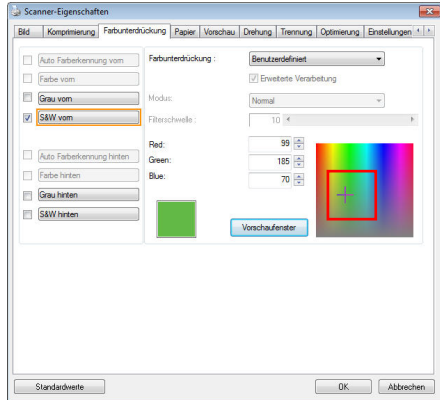 Scanner-Eigenschaften
Bild Komprimierung Farbunterdrückung Papier Vorschau Drehung Trennung Optimierung Einstellungen
Auto Farberkennung vorn
Farbe vorn
Grau vorn
S&W vorn
Auto Farberkennung hinten
Farbe hinten
Grau hinten
S&W hinten
Farbunterdrückung : Benutzerdefiniert
Erweiterte Verarbeitung
Modus: Normal
Filterschwelle : 10
Red: 99
Green: 185
Blue: 70
Vorschaufenster
Standardwerte OK Abbrechen